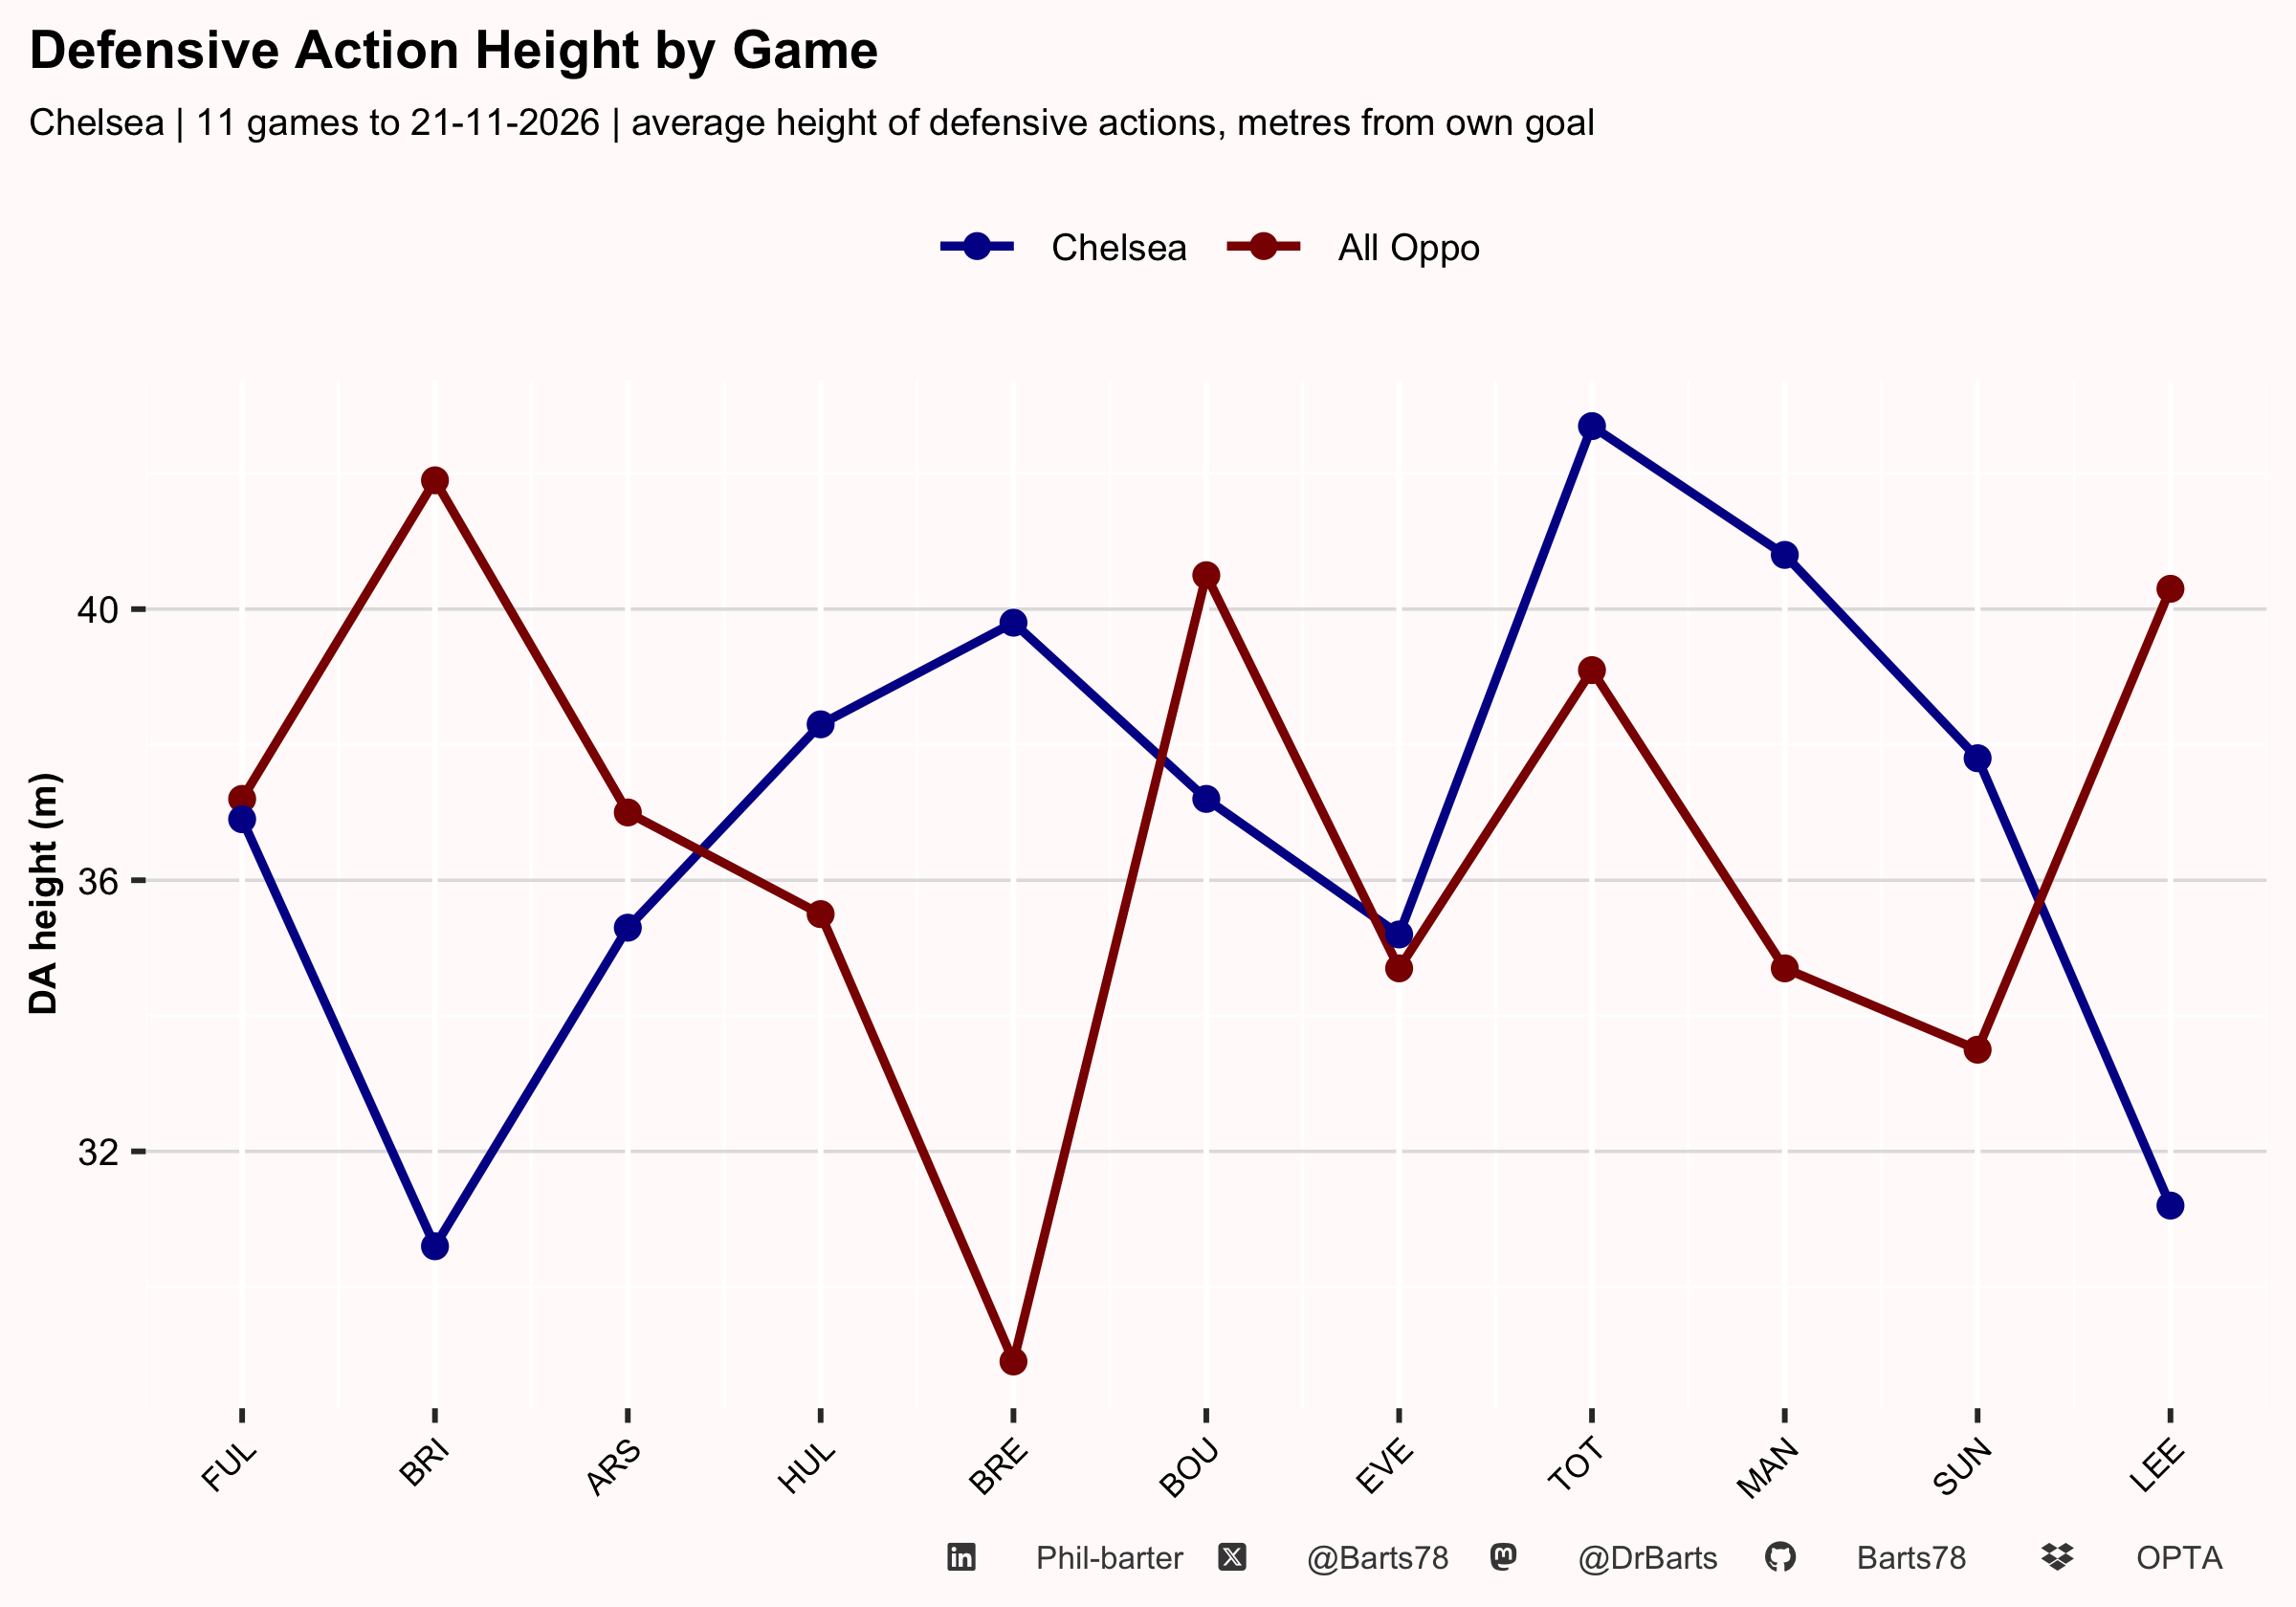 Defensive Action Height by Game
Chelsea | 11 games to 21-11-2026 | average height of defensive actions, metres from own goal
Chelsea All Oppo
DA height (m)
40
36
32
FUL BRI ARS HUL BRE BOU EVE TOT MAN SUN LEE
Phil-barter @Barts78 @DrBarts Barts78 OPTA